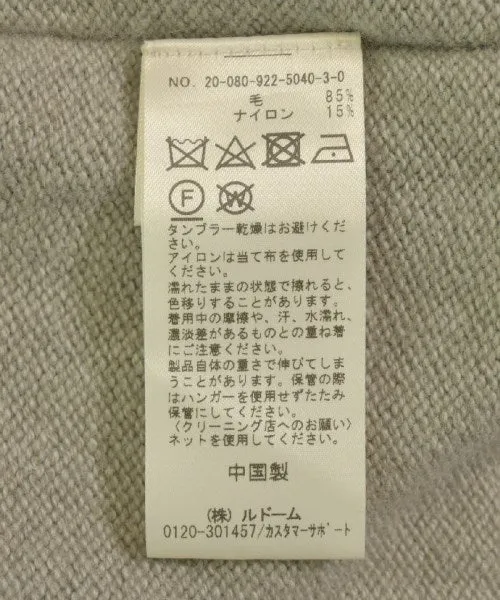 NO. 20-080-922-5040-3-0
毛 85%
ナイロン 15%
F W
タンブラー乾燥はお避けくだ
さい。
アイロンは当て布を使用して
ください。
濡れたままの状態で擦れると、
色移りすることがあります。
着用中の摩擦や、汗、水濡れ、
濃淡差があるものとの重ね着
にご注意ください。
製品自体の重さで伸びてしま
うことがあります。保管の際
はハンガーを使用せずたたみ
保管にしてください。
〈クリーニング店へのお願い〉
ネットを使用してください。
中国製
(株) ルドーム
0120-301457/カスタマーサポート